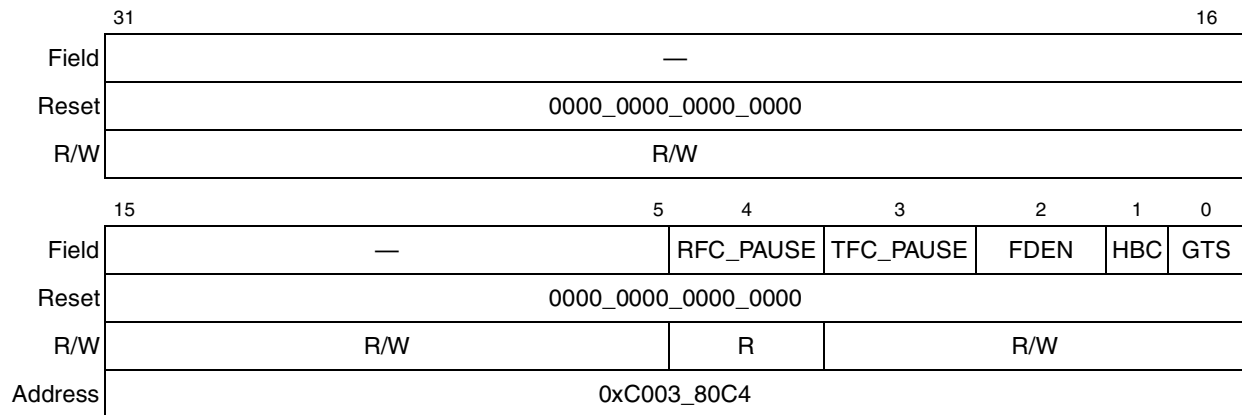 31 16
Field —
Reset 0000_0000_0000_0000
R/W R/W
15 5 4 3 2 1 0
Field — RFC_PAUSE TFC_PAUSE FDEN HBC GTS
Reset 0000_0000_0000_0000
R/W R/W R R/W
Address 0xC003_80C4